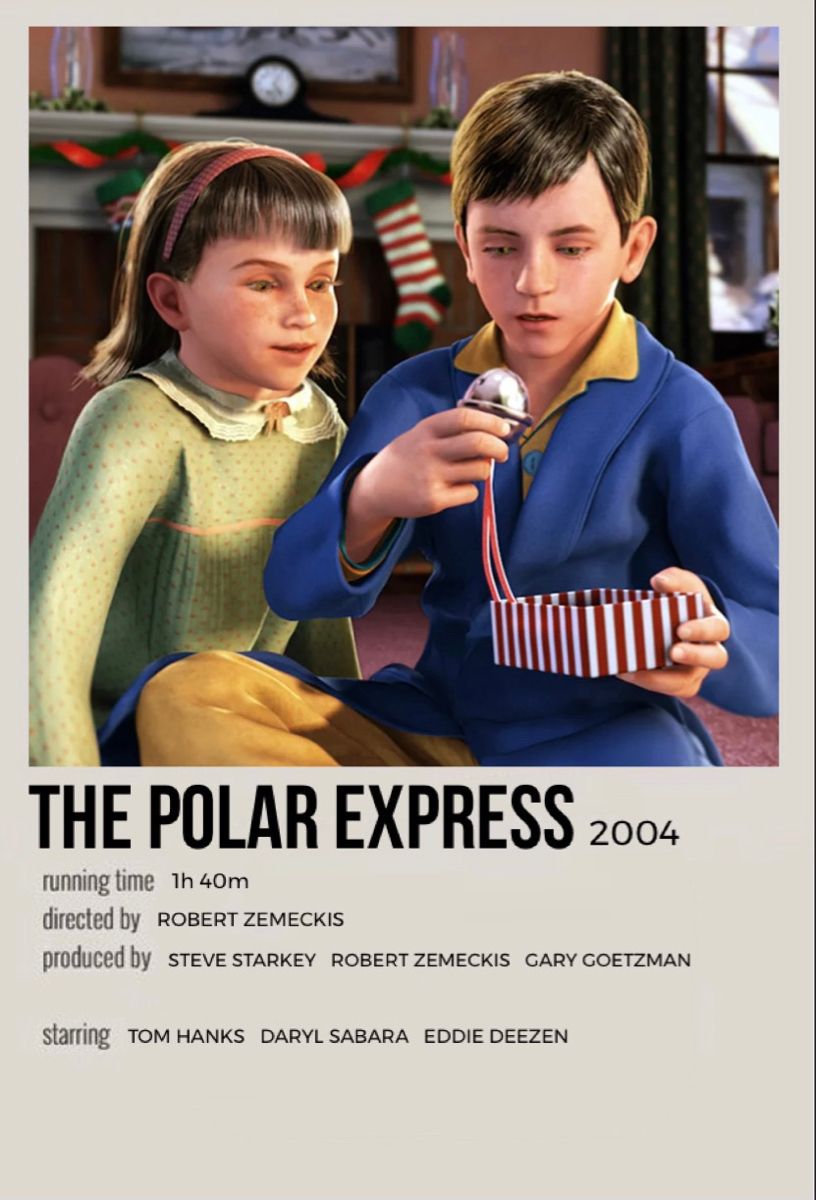 THE POLAR EXPRESS 2004
running time 1h 40m
directed by ROBERT ZEMECKIS
produced by STEVE STARKEY ROBERT ZEMECKIS GARY GOETZMAN
starring TOM HANKS DARYL SABARA EDDIE DEEZEN